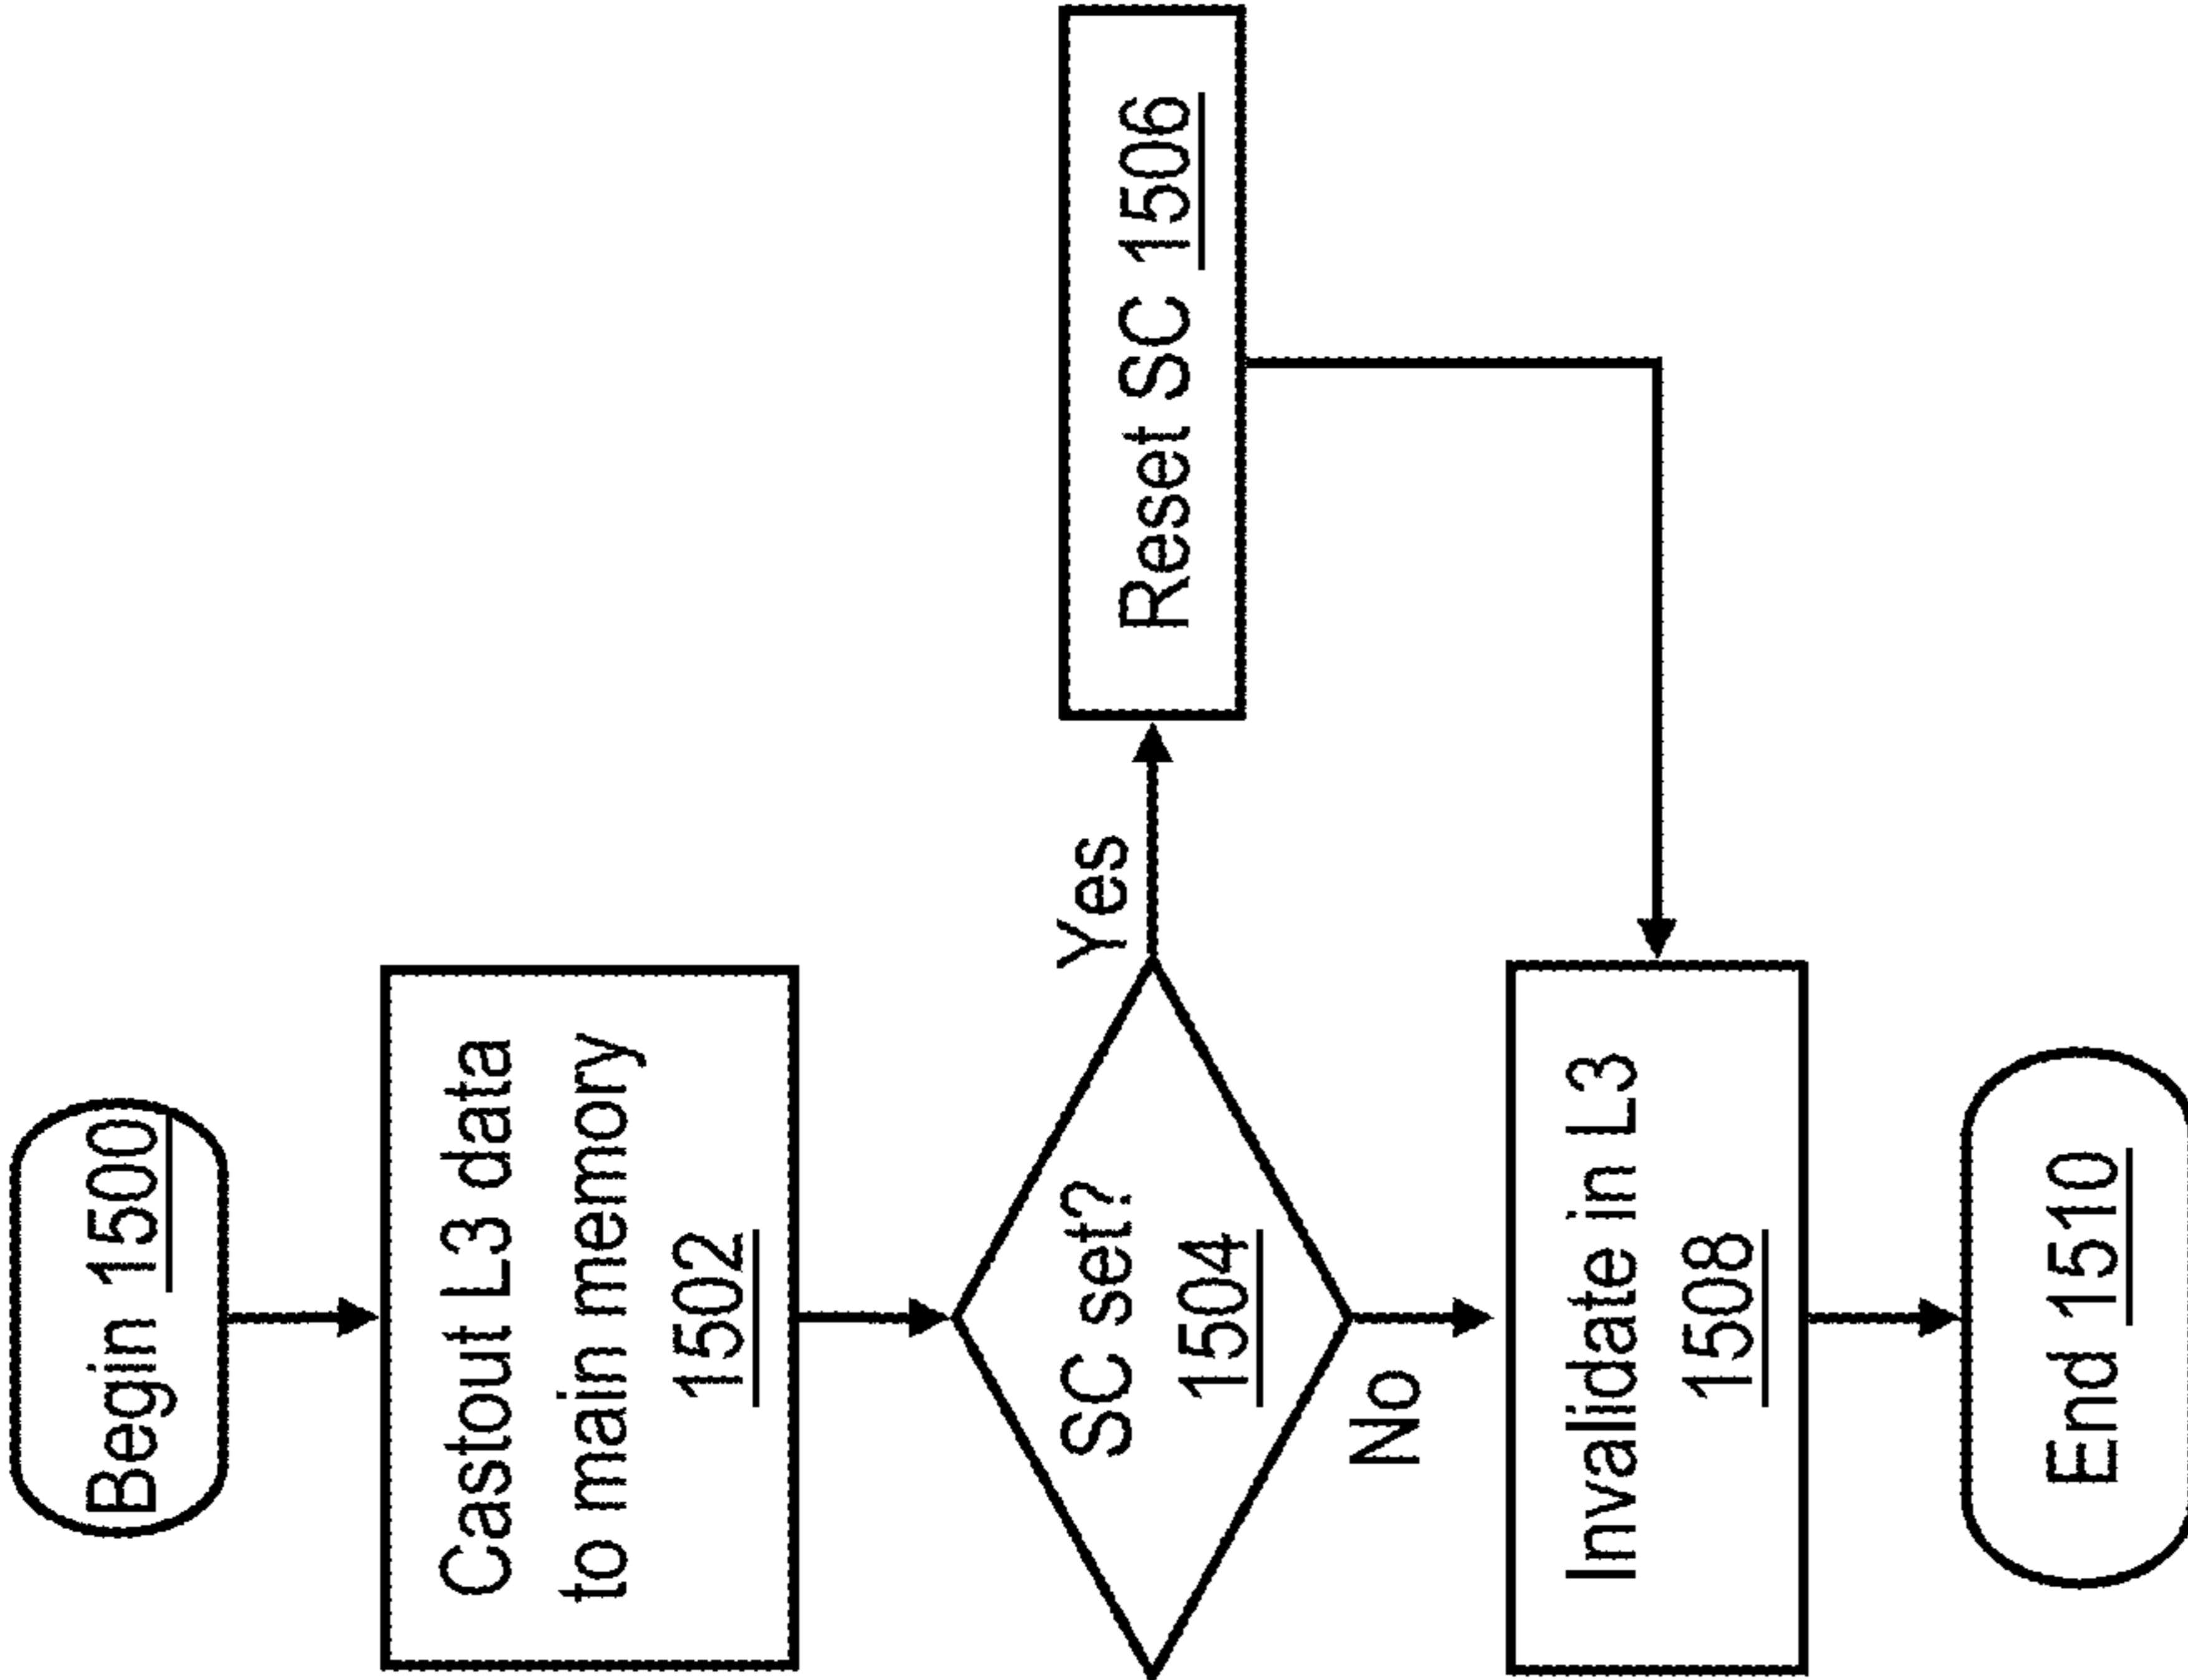 Begin 1500
Castout L3 data
to main memory
1502
SC set?
1504
Yes
Reset SC 1506
No
Invalidate in L3
1508
End 1510